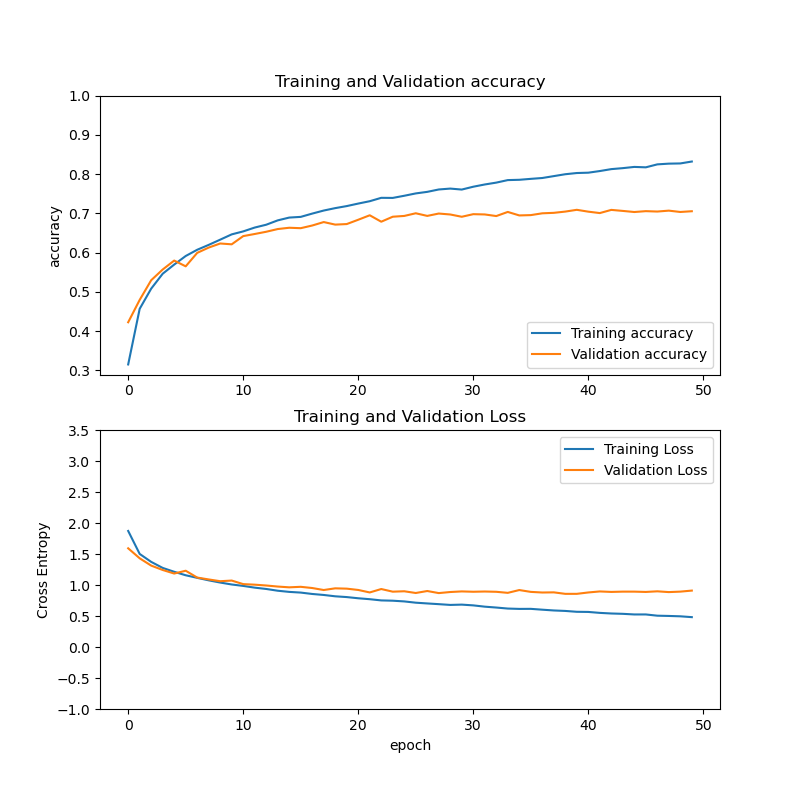 Training and Validation accuracy
1.0
0.9
0.8
0.7
0.6
0.5
0.4
0.3
accuracy
Training accuracy
Validation accuracy
0 10 20 30 40 50
Training and Validation Loss
3.5
3.0
2.5
2.0
1.5
1.0
0.5
0.0
−0.5
−1.0
Cross Entropy
Training Loss
Validation Loss
0 10 20 30 40 50
epoch